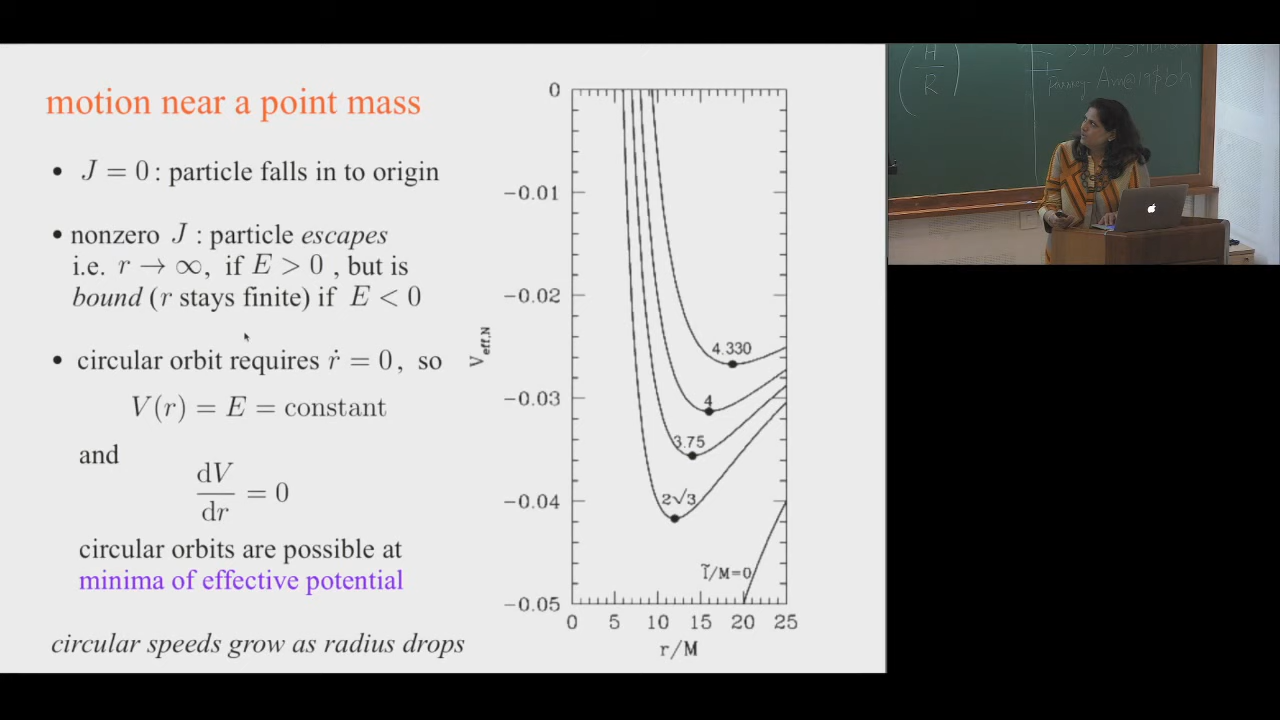 motion near a point mass
• J = 0 : particle falls in to origin
• nonzero J : particle escapes
i.e. r → ∞, if E > 0 , but is
bound (r stays finite) if E < 0
• circular orbit requires ṙ = 0, so
V(r) = E = constant
and
dV/dr = 0
circular orbits are possible at
minima of effective potential
circular speeds grow as radius drops
0
−0.01
−0.02
−0.03
−0.04
−0.05
V_eff,N
4.330
4
3.75
2√3
l̃/M=0
0 5 10 15 20 25
r/M
H
R